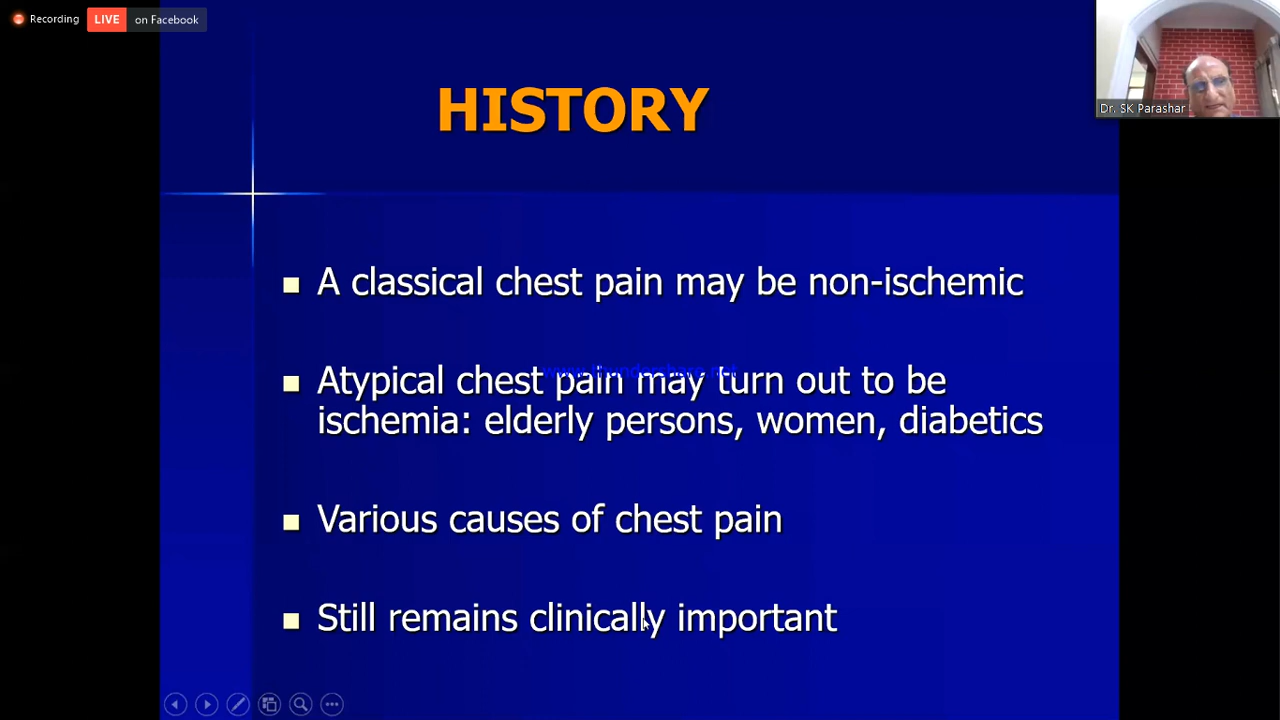 Recording
LIVE on Facebook
Dr. SK Parashar
HISTORY
A classical chest pain may be non-ischemic
Atypical chest pain may turn out to be
ischemia: elderly persons, women, diabetics
Various causes of chest pain
Still remains clinically important